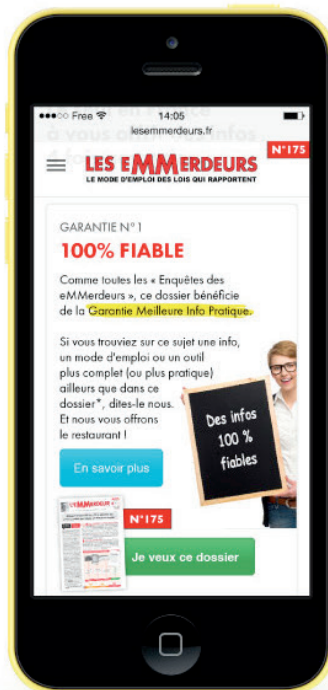 Free 14:05
lesemmerdeurs.fr
à vous
infos
N°175
LES EMMERDEURS
LE MODE D'EMPLOI DES LOIS QUI RAPPORTENT
GARANTIE N° 1
100% FIABLE
Comme toutes les « Enquêtes des
eMMerdeurs », ce dossier bénéficie
de la Garantie Meilleure Info Pratique.
Si vous trouviez sur ce sujet une info,
un mode d'emploi ou un outil
plus complet (ou plus pratique)
ailleurs que dans ce
dossier*, dites-le nous.
Et nous vous offrons
le restaurant !
Des infos
100 %
fiables
En savoir plus
N°175
Je veux ce dossier